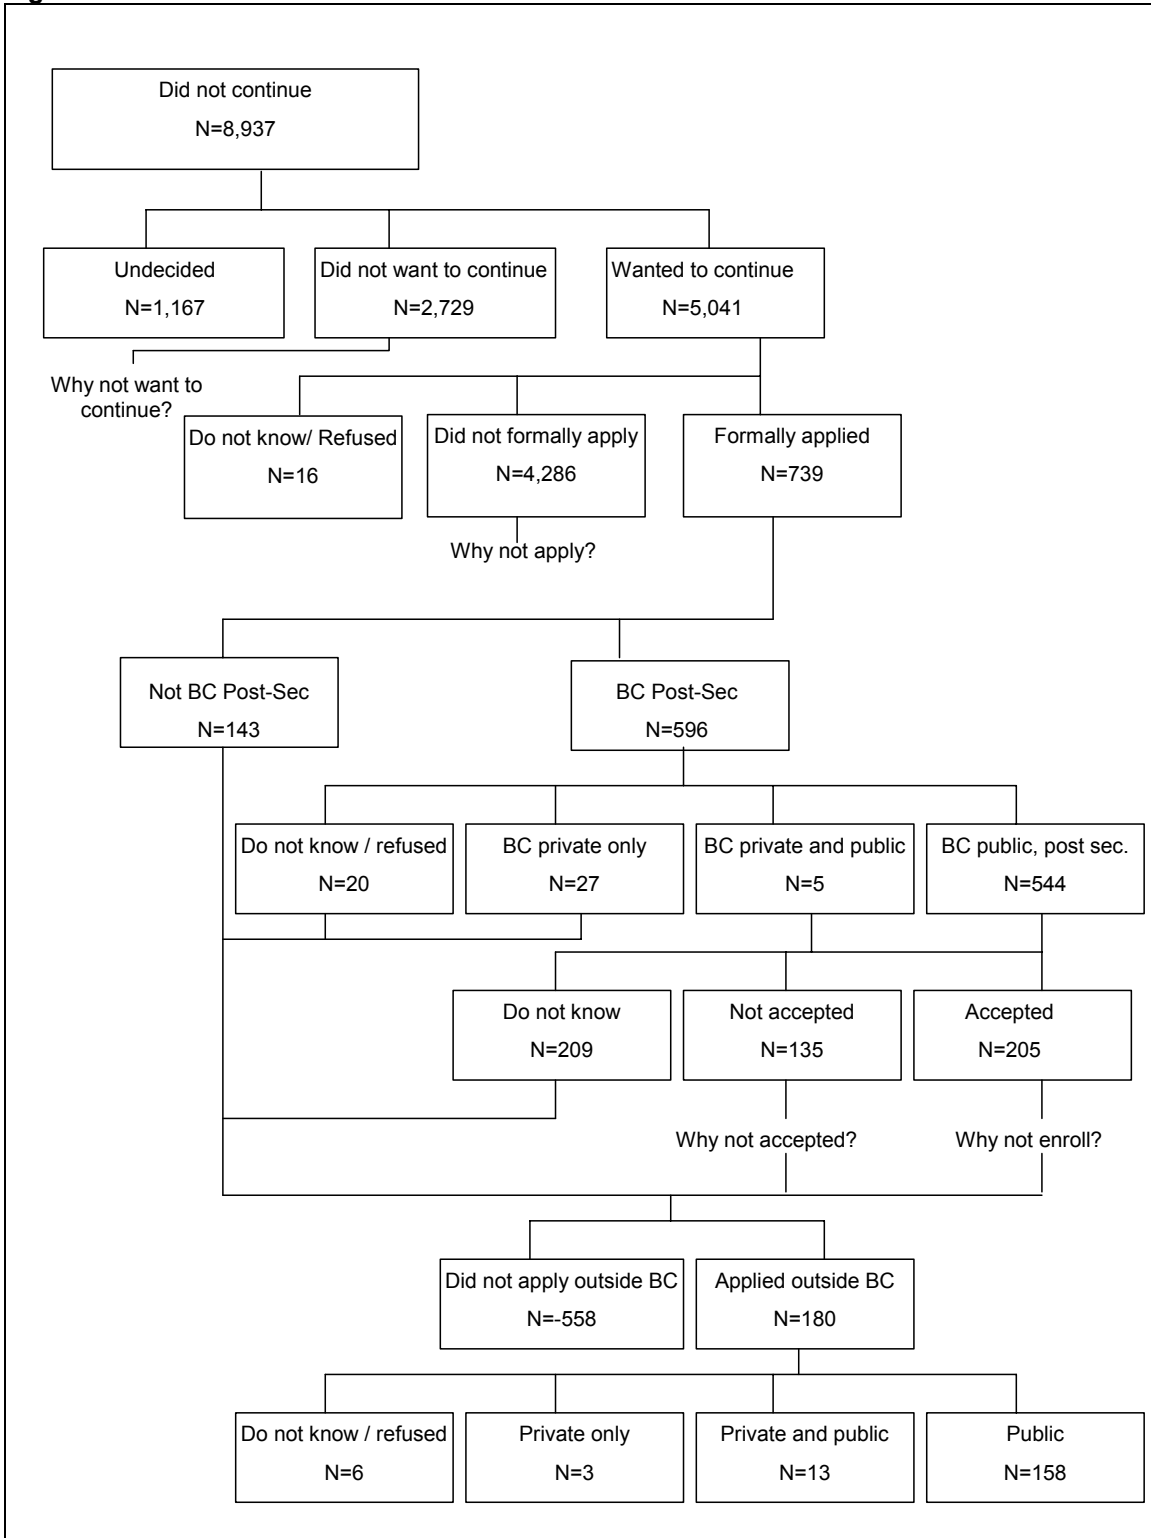 Did not continue
N=8,937
Undecided
N=1,167
Did not want to continue
N=2,729
Wanted to continue
N=5,041
Why not want to
continue?
Do not know/ Refused
N=16
Did not formally apply
N=4,286
Formally applied
N=739
Why not apply?
Not BC Post-Sec
N=143
BC Post-Sec
N=596
Do not know / refused
N=20
BC private only
N=27
BC private and public
N=5
BC public, post sec.
N=544
Do not know
N=209
Not accepted
N=135
Accepted
N=205
Why not accepted?
Why not enroll?
Did not apply outside BC
N=-558
Applied outside BC
N=180
Do not know / refused
N=6
Private only
N=3
Private and public
N=13
Public
N=158